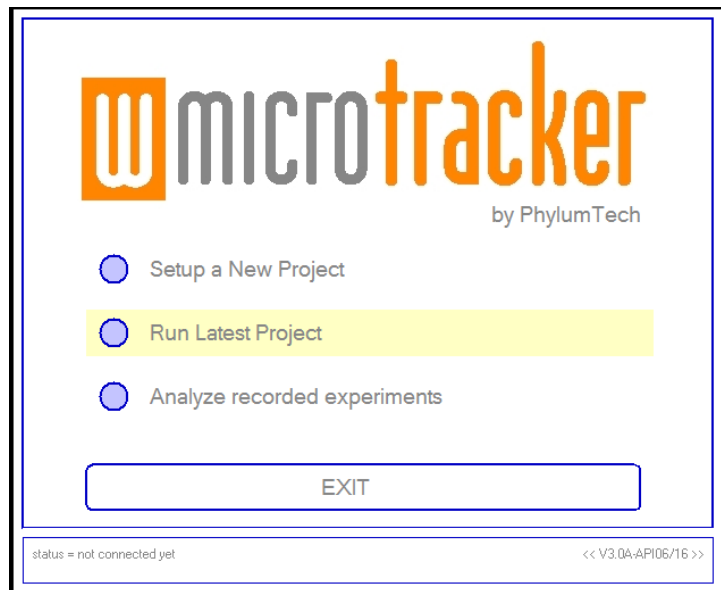 wmicrotracker
by PhylumTech
Setup a New Project
Run Latest Project
Analyze recorded experiments
EXIT
status = not connected yet
<< V3.0A-API06/16 >>